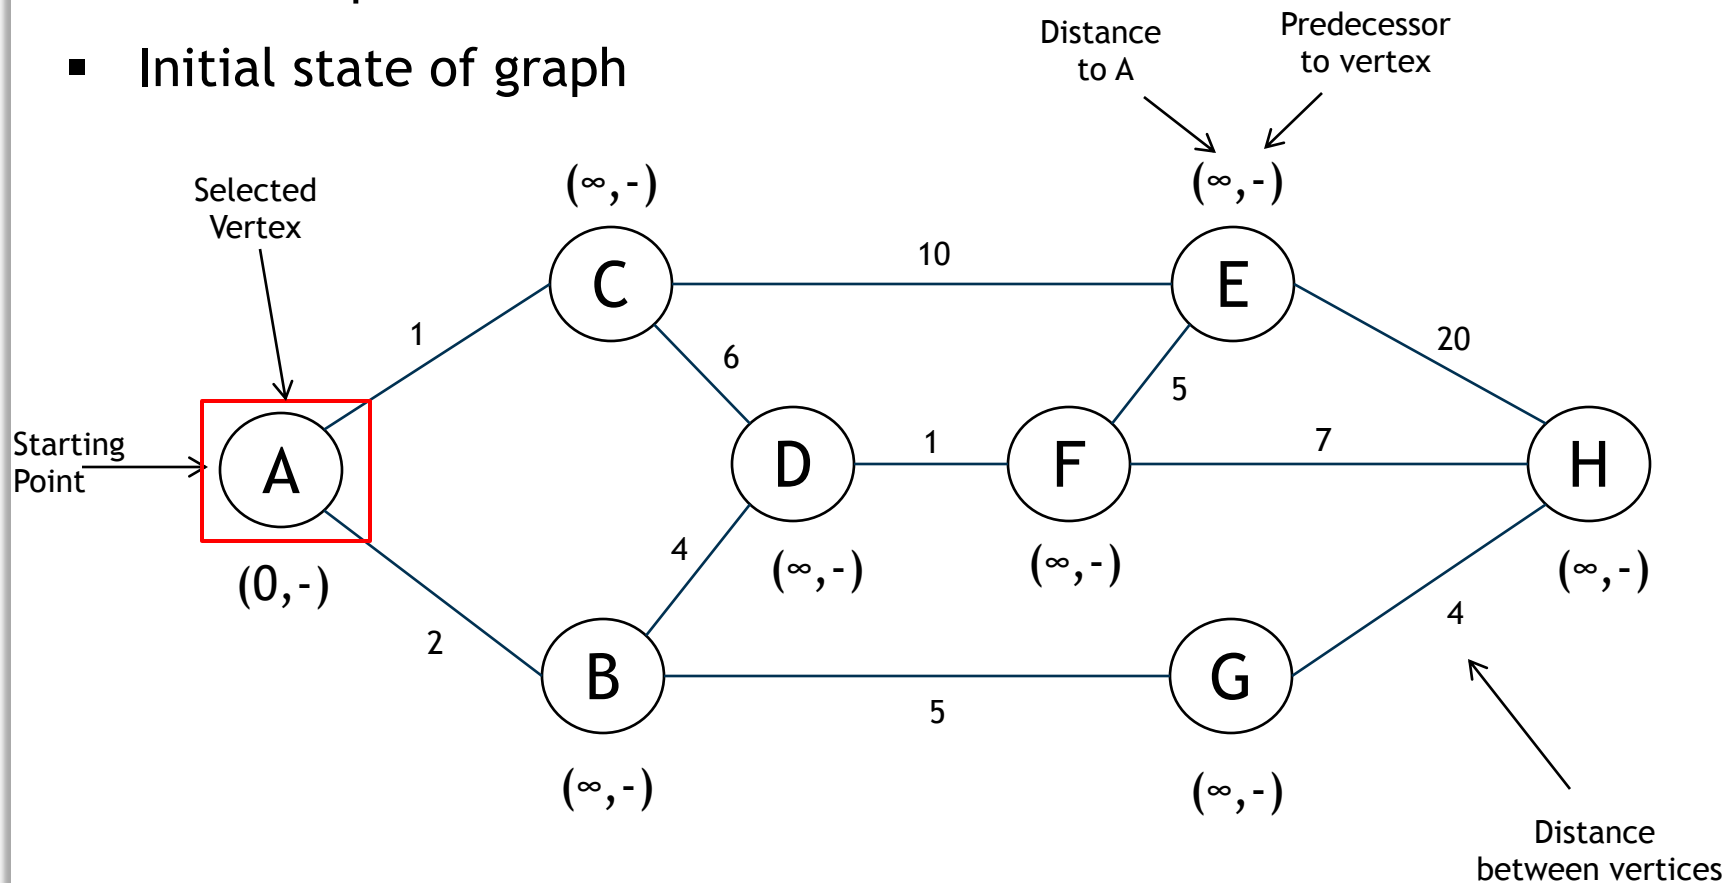 ▪ Initial state of graph
Distance
to A
Predecessor
to vertex
Selected
Vertex
(∞,-)
(∞,-)
C
10
E
1
6
5
20
Starting
Point
A
D
1
F
7
H
(0,-)
4
(∞,-)
(∞,-)
(∞,-)
2
4
B
5
G
(∞,-)
(∞,-)
Distance
between vertices